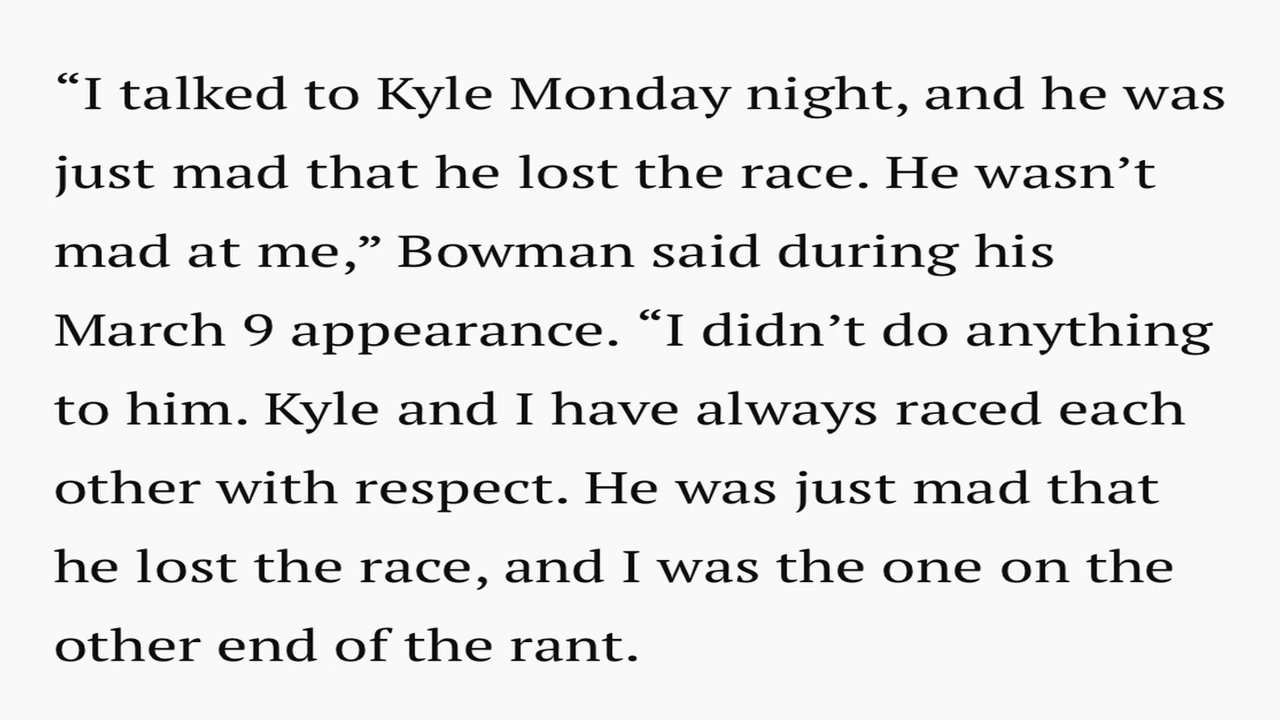 “I talked to Kyle Monday night, and he was
just mad that he lost the race. He wasn’t
mad at me,” Bowman said during his
March 9 appearance. “I didn’t do anything
to him. Kyle and I have always raced each
other with respect. He was just mad that
he lost the race, and I was the one on the
other end of the rant.